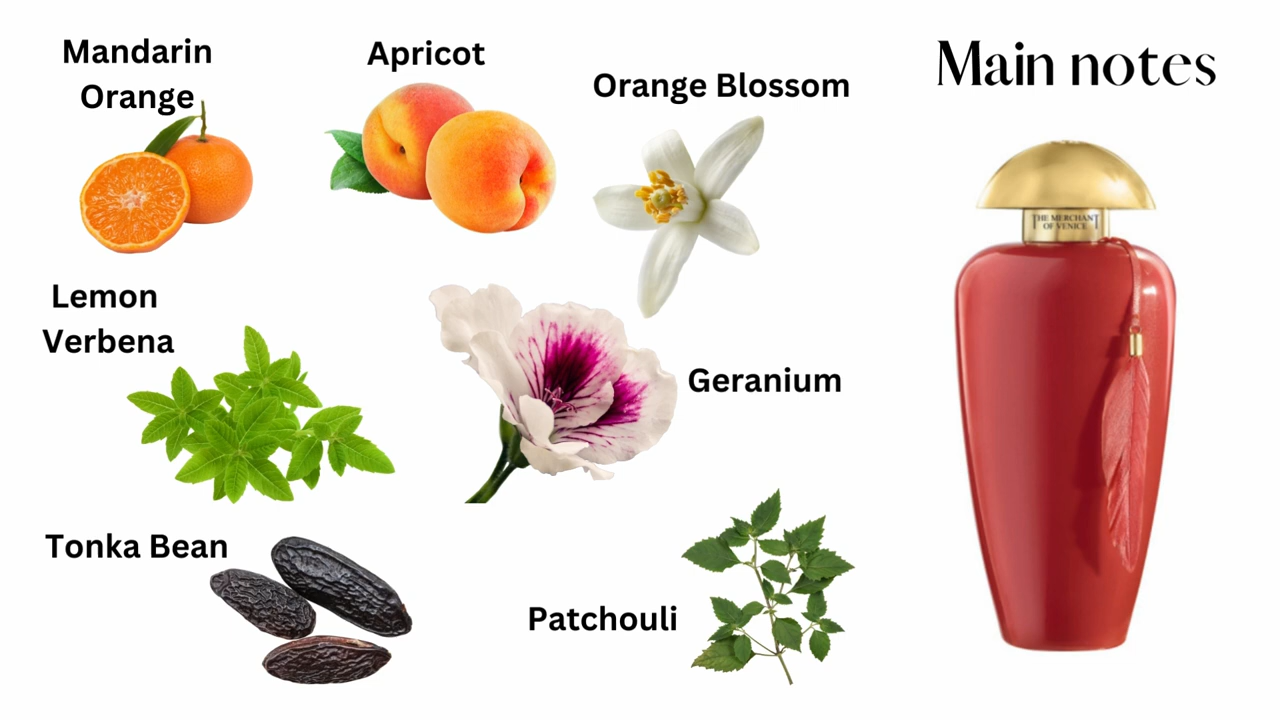 Mandarin
Orange
Apricot
Orange Blossom
Main notes
THE MERCHANT
OF VENICE
Lemon
Verbena
Geranium
Tonka Bean
Patchouli